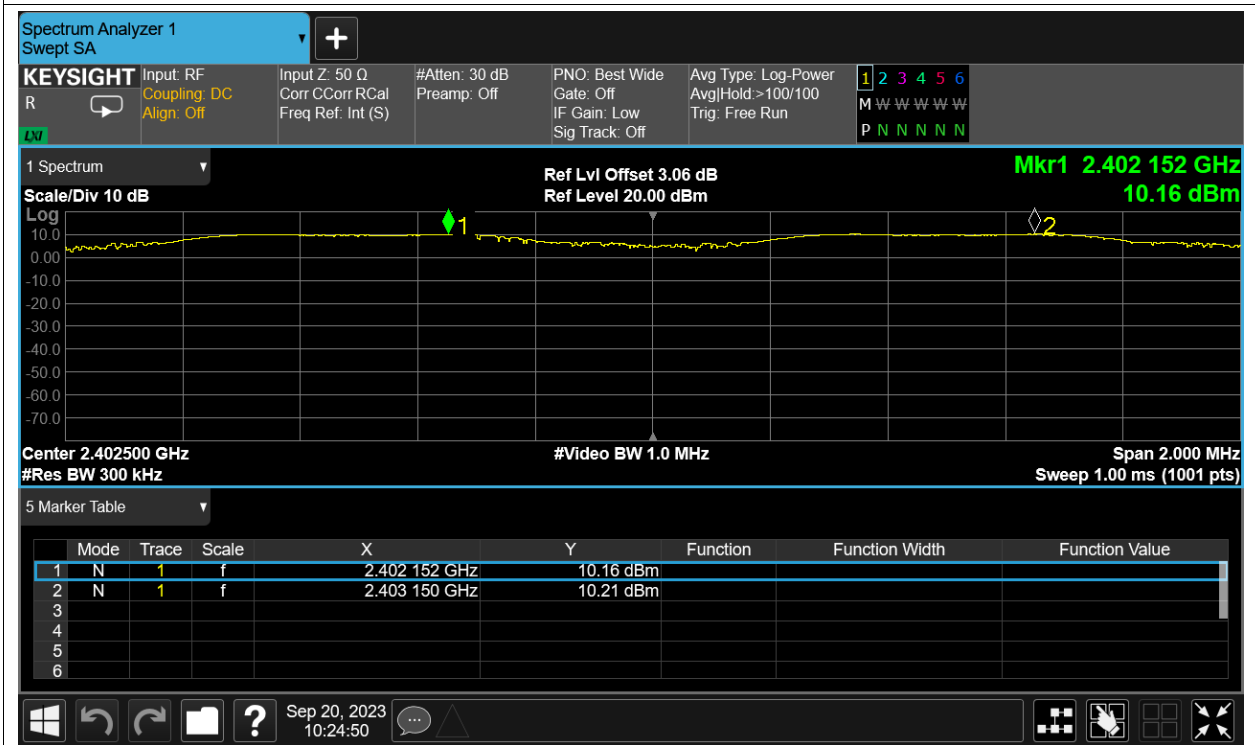 Spectrum Analyzer 1
Swept SA
KEYSIGHT
R
LXI
Input: RF
Coupling: DC
Align: Off
Input Z: 50 Ω
Corr CCorr RCal
Freq Ref: Int (S)
#Atten: 30 dB
Preamp: Off
PNO: Best Wide
Gate: Off
IF Gain: Low
Sig Track: Off
Avg Type: Log-Power
Avg|Hold:>100/100
Trig: Free Run
1 2 3 4 5 6
M W W W W W
P N N N N N
1 Spectrum
Scale/Div 10 dB
Ref Lvl Offset 3.06 dB
Ref Level 20.00 dBm
Mkr1 2.402 152 GHz
10.16 dBm
Log
10.0
0.00
-10.0
-20.0
-30.0
-40.0
-50.0
-60.0
-70.0
1
2
Center 2.402500 GHz
#Res BW 300 kHz
#Video BW 1.0 MHz
Span 2.000 MHz
Sweep 1.00 ms (1001 pts)
5 Marker Table
Mode Trace Scale X Y Function Function Width Function Value
1 N 1 f 2.402 152 GHz 10.16 dBm
2 N 1 f 2.403 150 GHz 10.21 dBm
3
4
5
6
?
Sep 20, 2023
10:24:50